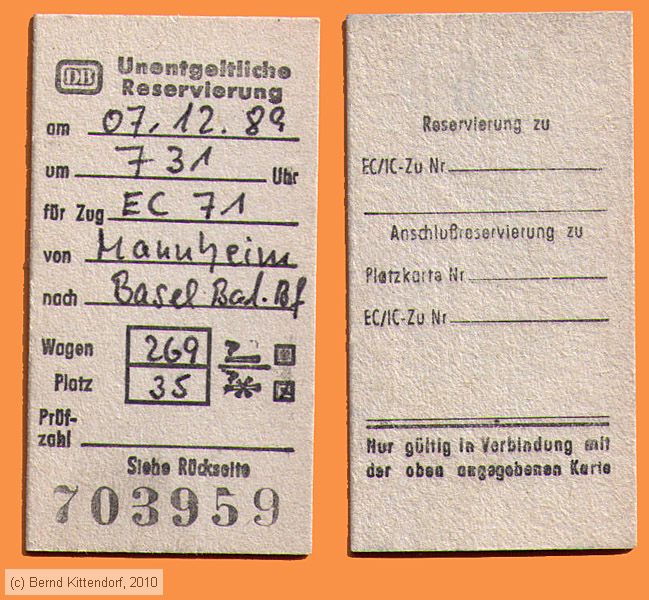 DB Unentgeltliche
Reservierung
am 07.12.89
um 731 Uhr
für Zug EC 71
von Mannheim
nach Basel Bad. Bf
Wagen 269
Platz 35
Prüf-
zahl
Siehe Rückseite
703959
Reservierung zu
EC/IC-Zu Nr
Anschlußreservierung zu
Platzkarte Nr
EC/IC-Zu Nr
Nur gültig in Verbindung mit
der oben angegebenen Karte
(c) Bernd Kittendorf, 2010